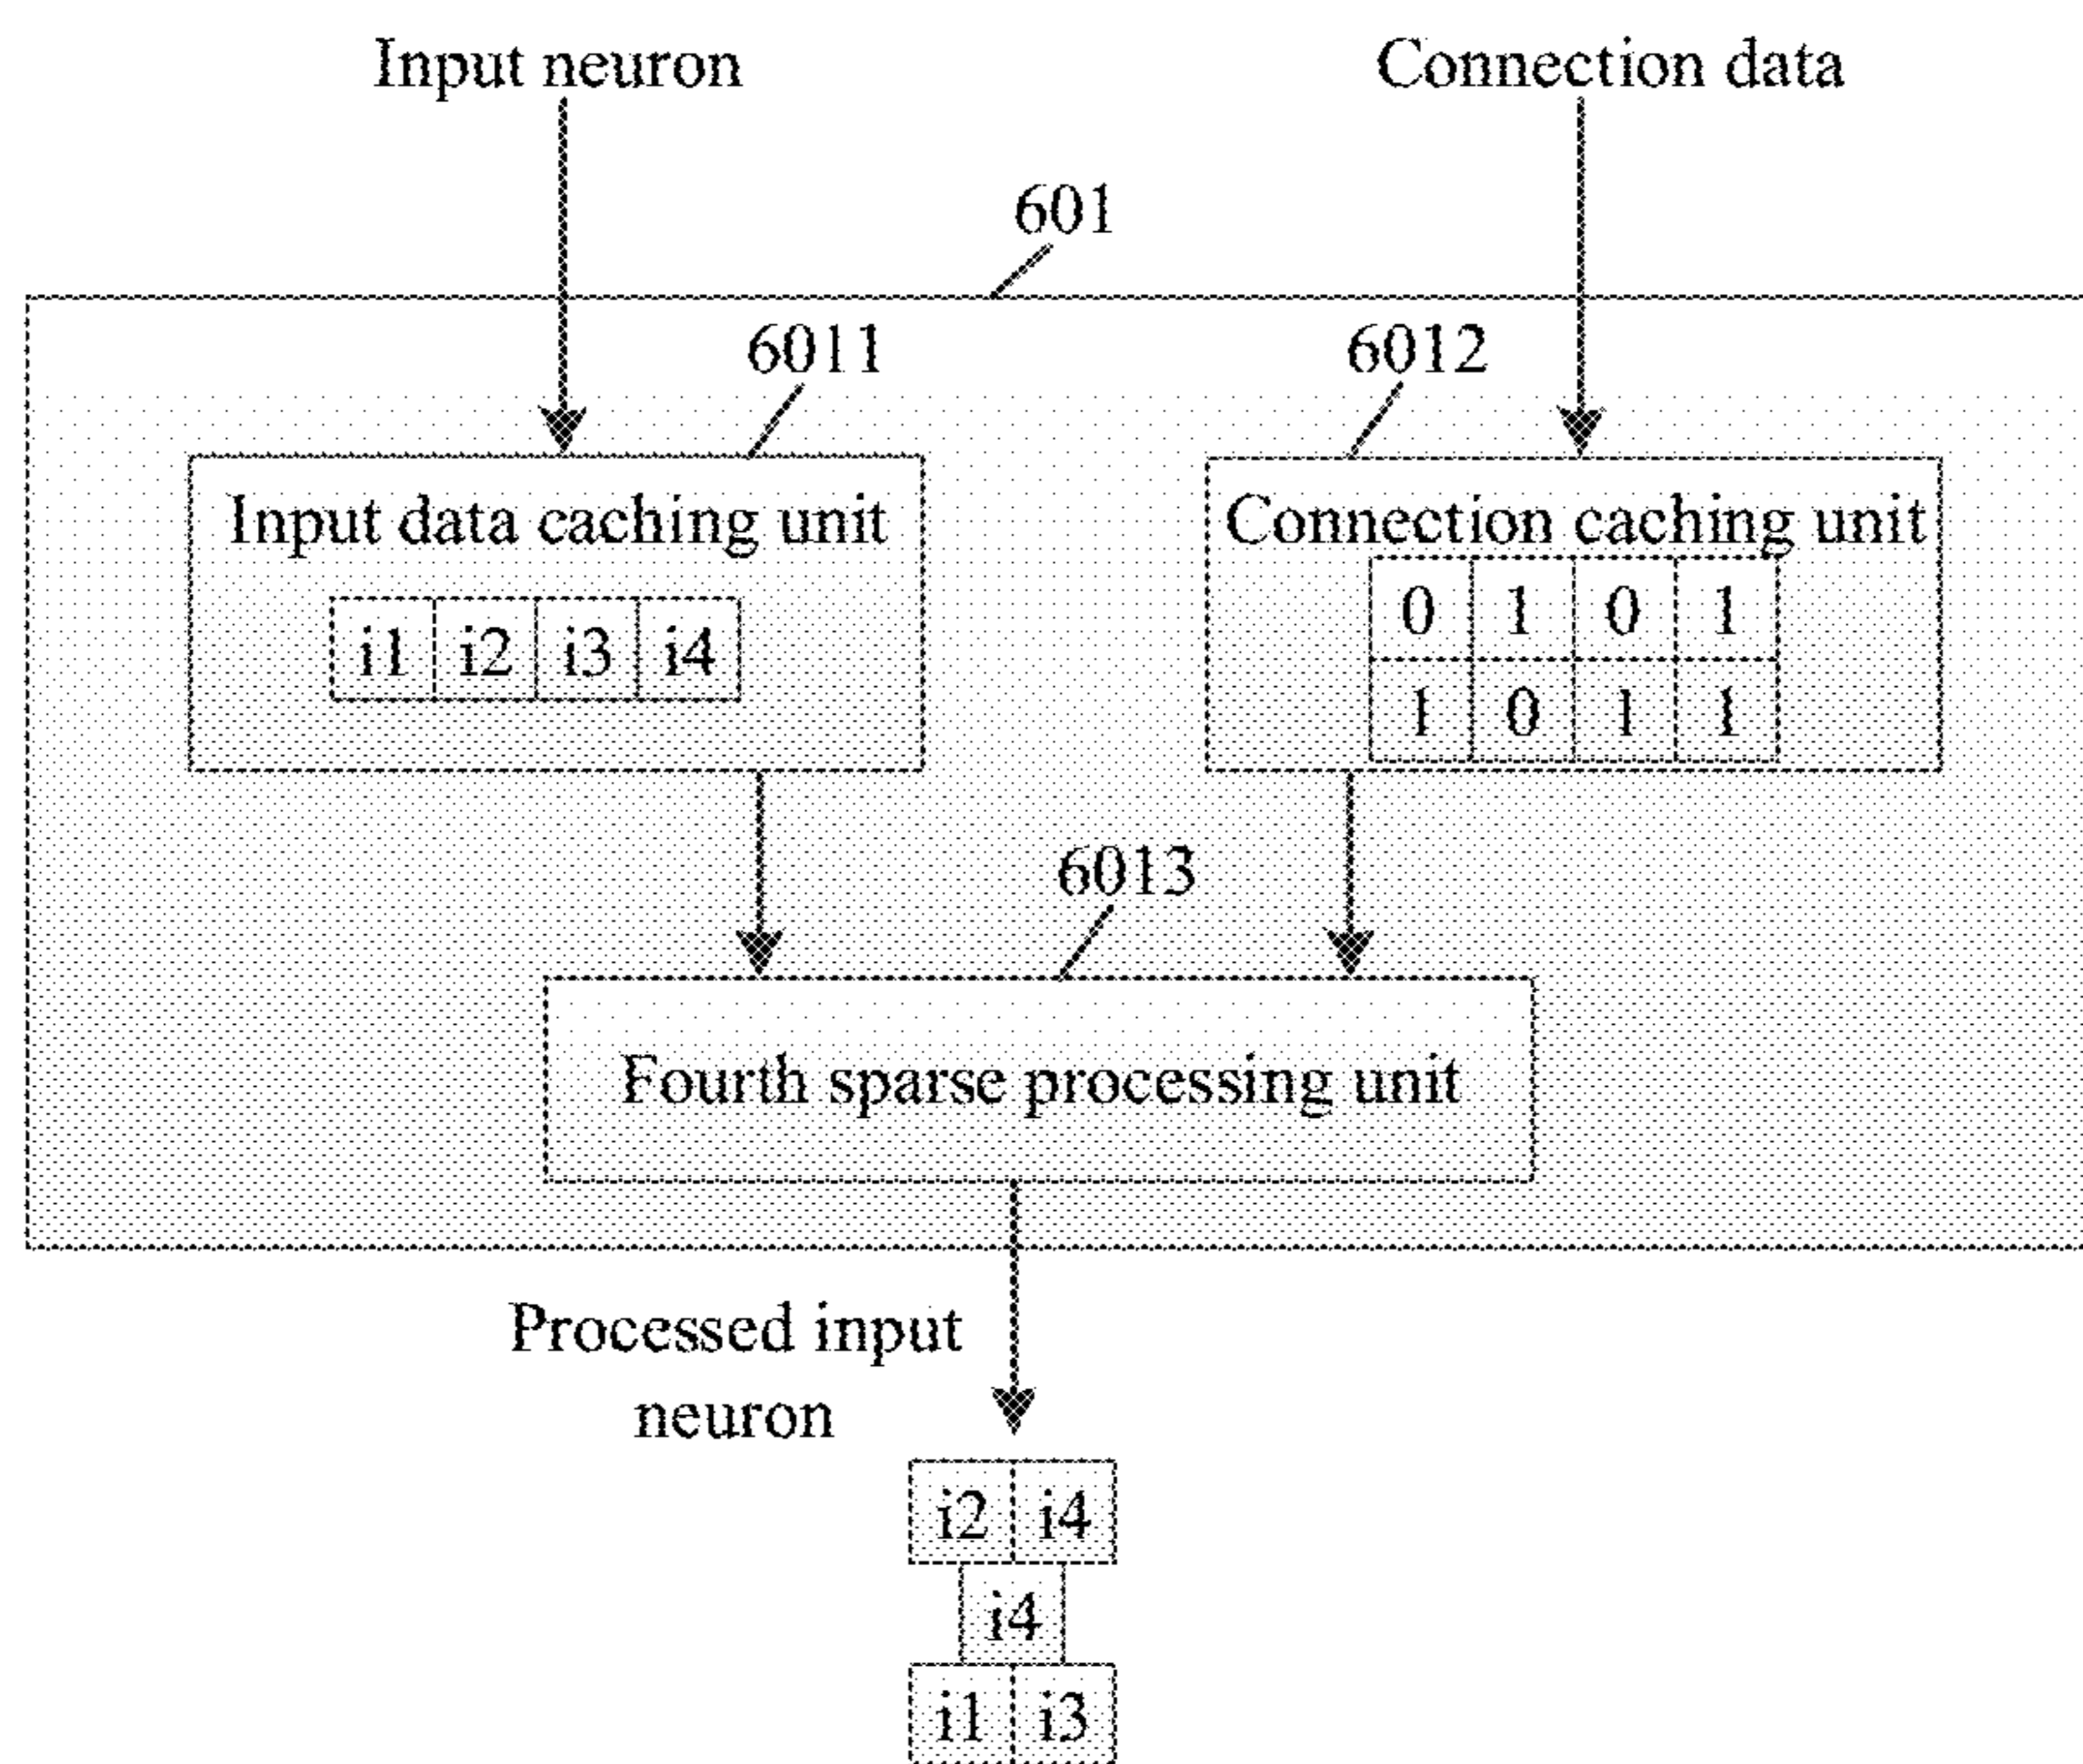 Input neuron
Connection data
601
6011
6012
Input data caching unit
Connection caching unit
i1 i2 i3 i4
0 1 0 1
1 0 1 1
6013
Fourth sparse processing unit
Processed input
neuron
i2 i4
i4
i1 i3